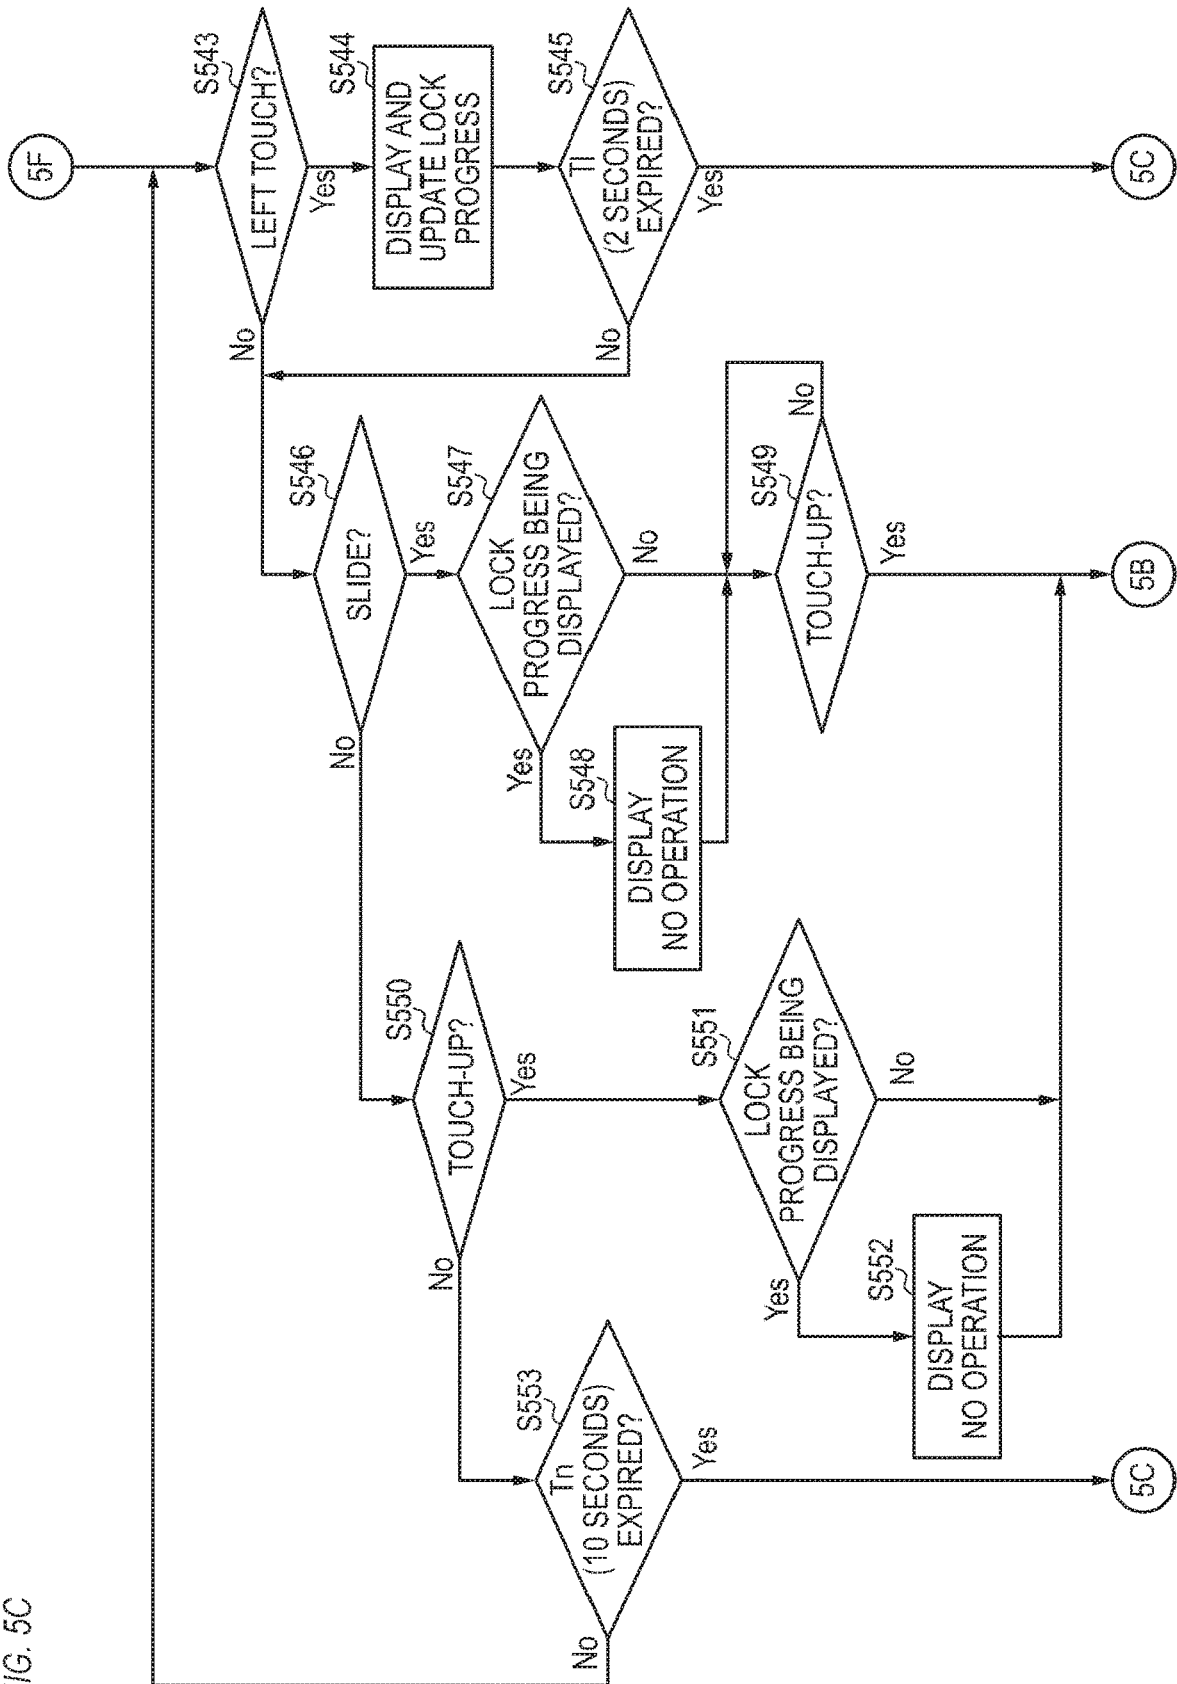 FIG. 5C
5F
S543
LEFT TOUCH?
No
Yes
S544
DISPLAY AND
UPDATE LOCK
PROGRESS
S545
Tl
(2 SECONDS)
EXPIRED?
No
Yes
5C
S546
SLIDE?
No
Yes
S547
LOCK
PROGRESS BEING
DISPLAYED?
Yes
No
S548
DISPLAY
NO OPERATION
S549
TOUCH-UP?
No
Yes
5B
S550
TOUCH-UP?
No
Yes
S551
LOCK
PROGRESS BEING
DISPLAYED?
Yes
No
S552
DISPLAY
NO OPERATION
S553
Tn
(10 SECONDS)
EXPIRED?
No
Yes
5C